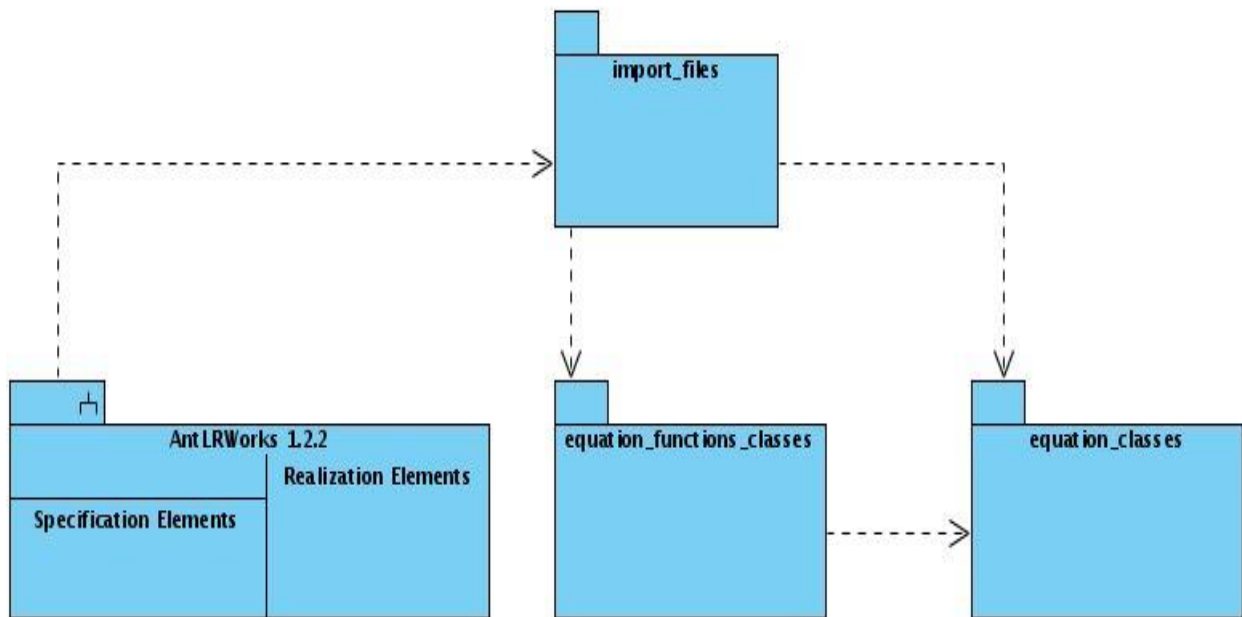 import_files
AntLRWorks 1.2.2
Realization Elements
Specification Elements
equation_functions_classes
equation_classes